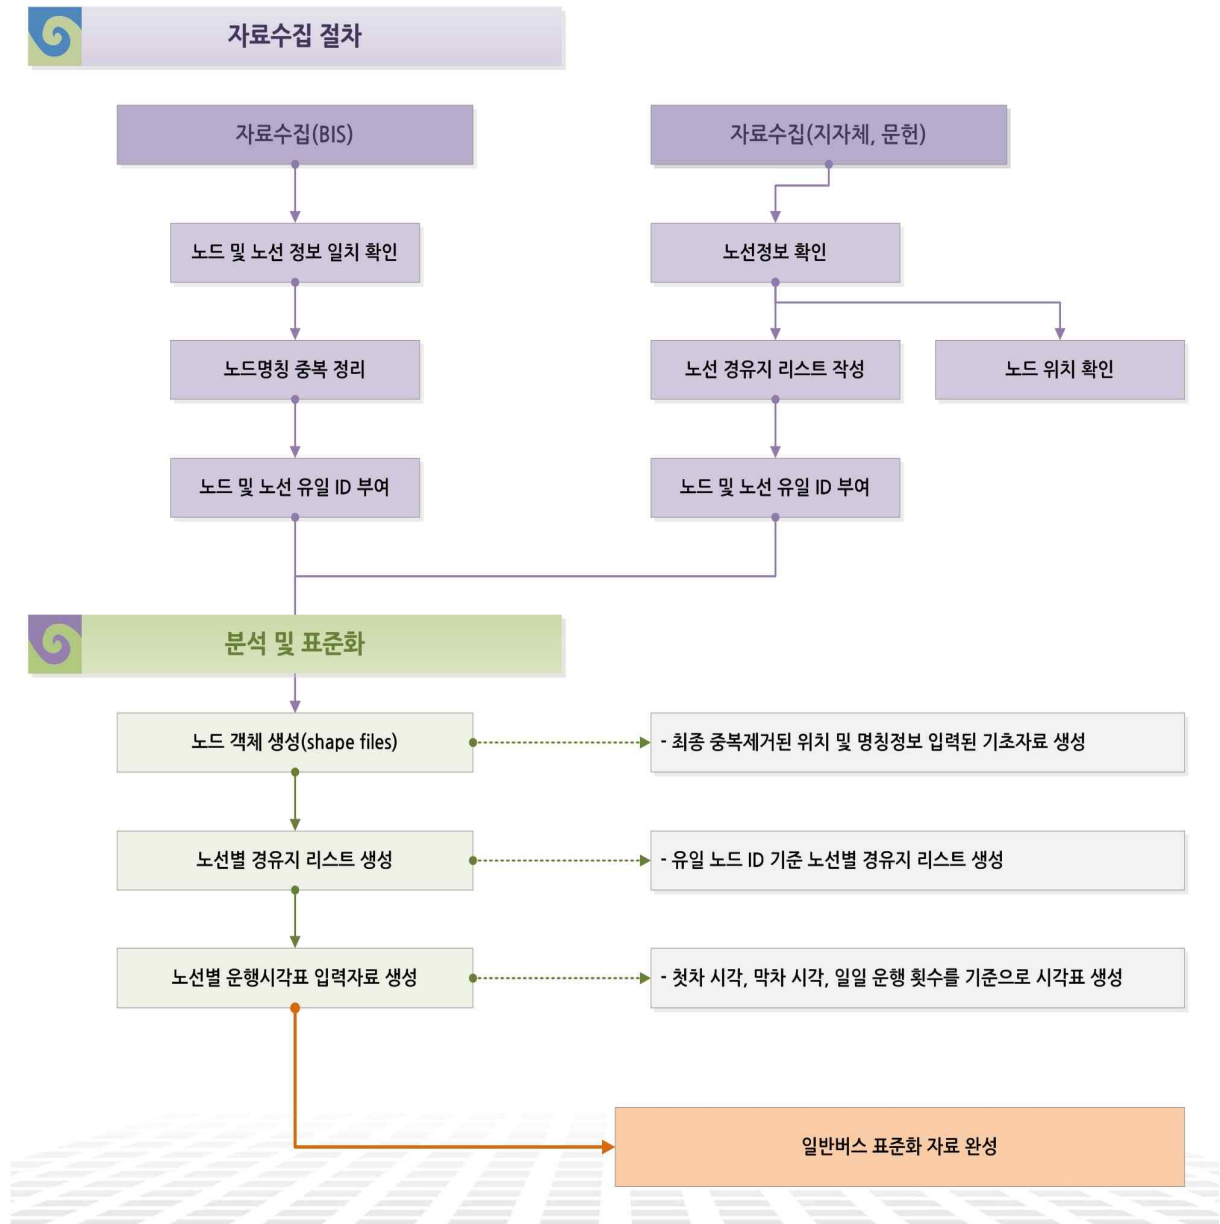 자료수집 절차
자료수집(BIS)
자료수집(지자체, 문헌)
노드 및 노선 정보 일치 확인
노선정보 확인
노드명칭 중복 정리
노선 경유지 리스트 작성
노드 위치 확인
노드 및 노선 유일 ID 부여
노드 및 노선 유일 ID 부여
분석 및 표준화
노드 객체 생성(shape files)
- 최종 중복제거된 위치 및 명칭정보 입력된 기초자료 생성
노선별 경유지 리스트 생성
- 유일 노드 ID 기준 노선별 경유지 리스트 생성
노선별 운행시각표 입력자료 생성
- 첫차 시각, 막차 시각, 일일 운행 횟수를 기준으로 시각표 생성
일반버스 표준화 자료 완성